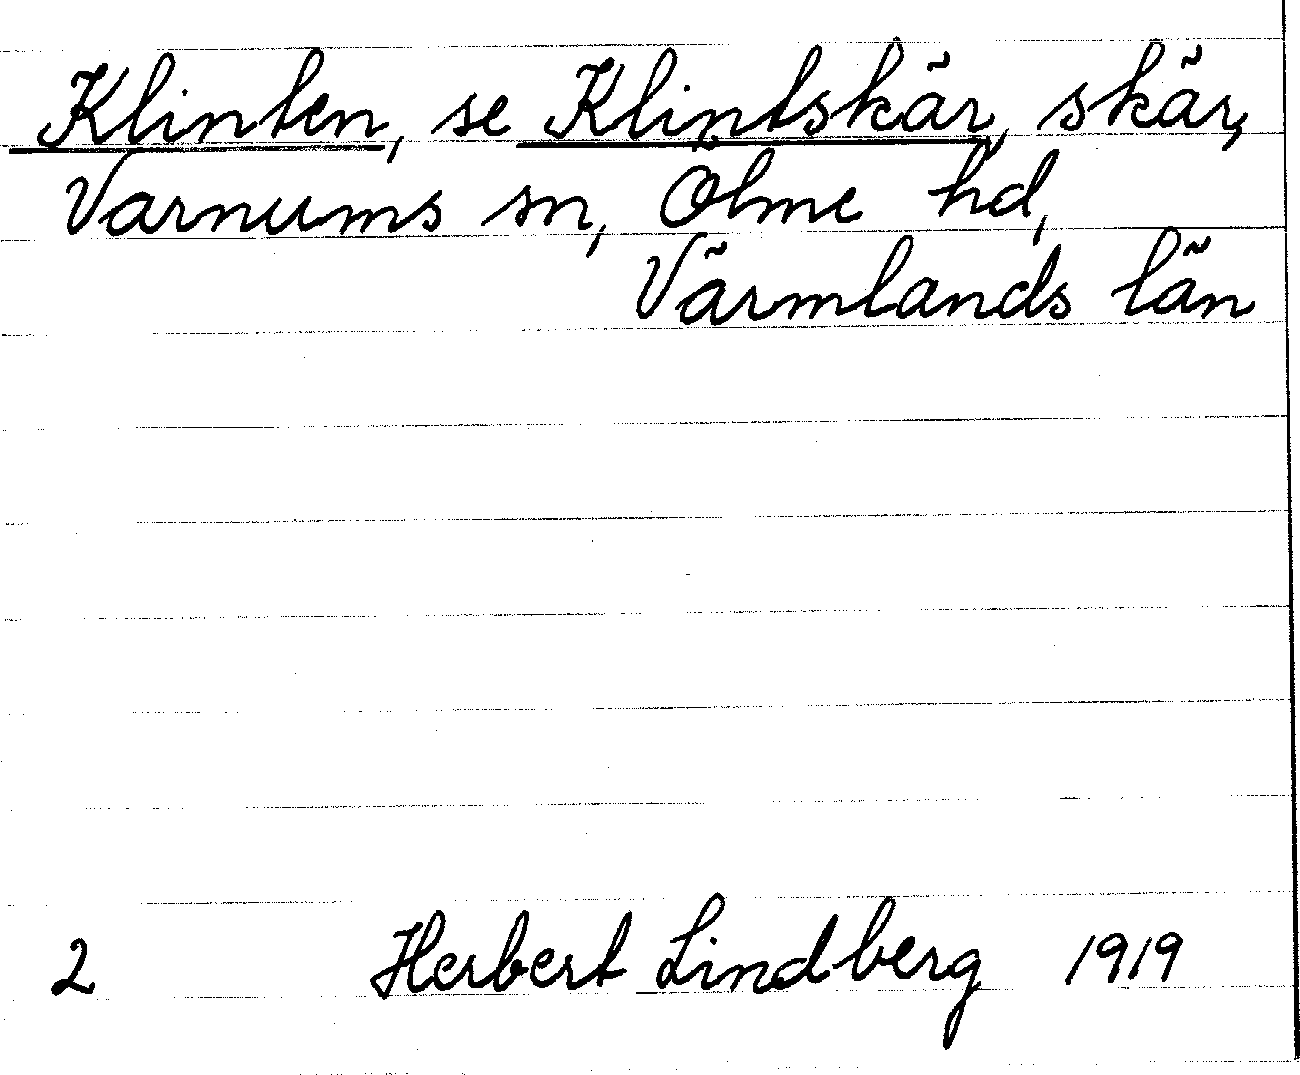 Klinten, se Klintskär, skär,
Varnums sn, Ölme hd,
Värmlands län
2 Herbert Lindberg 1919